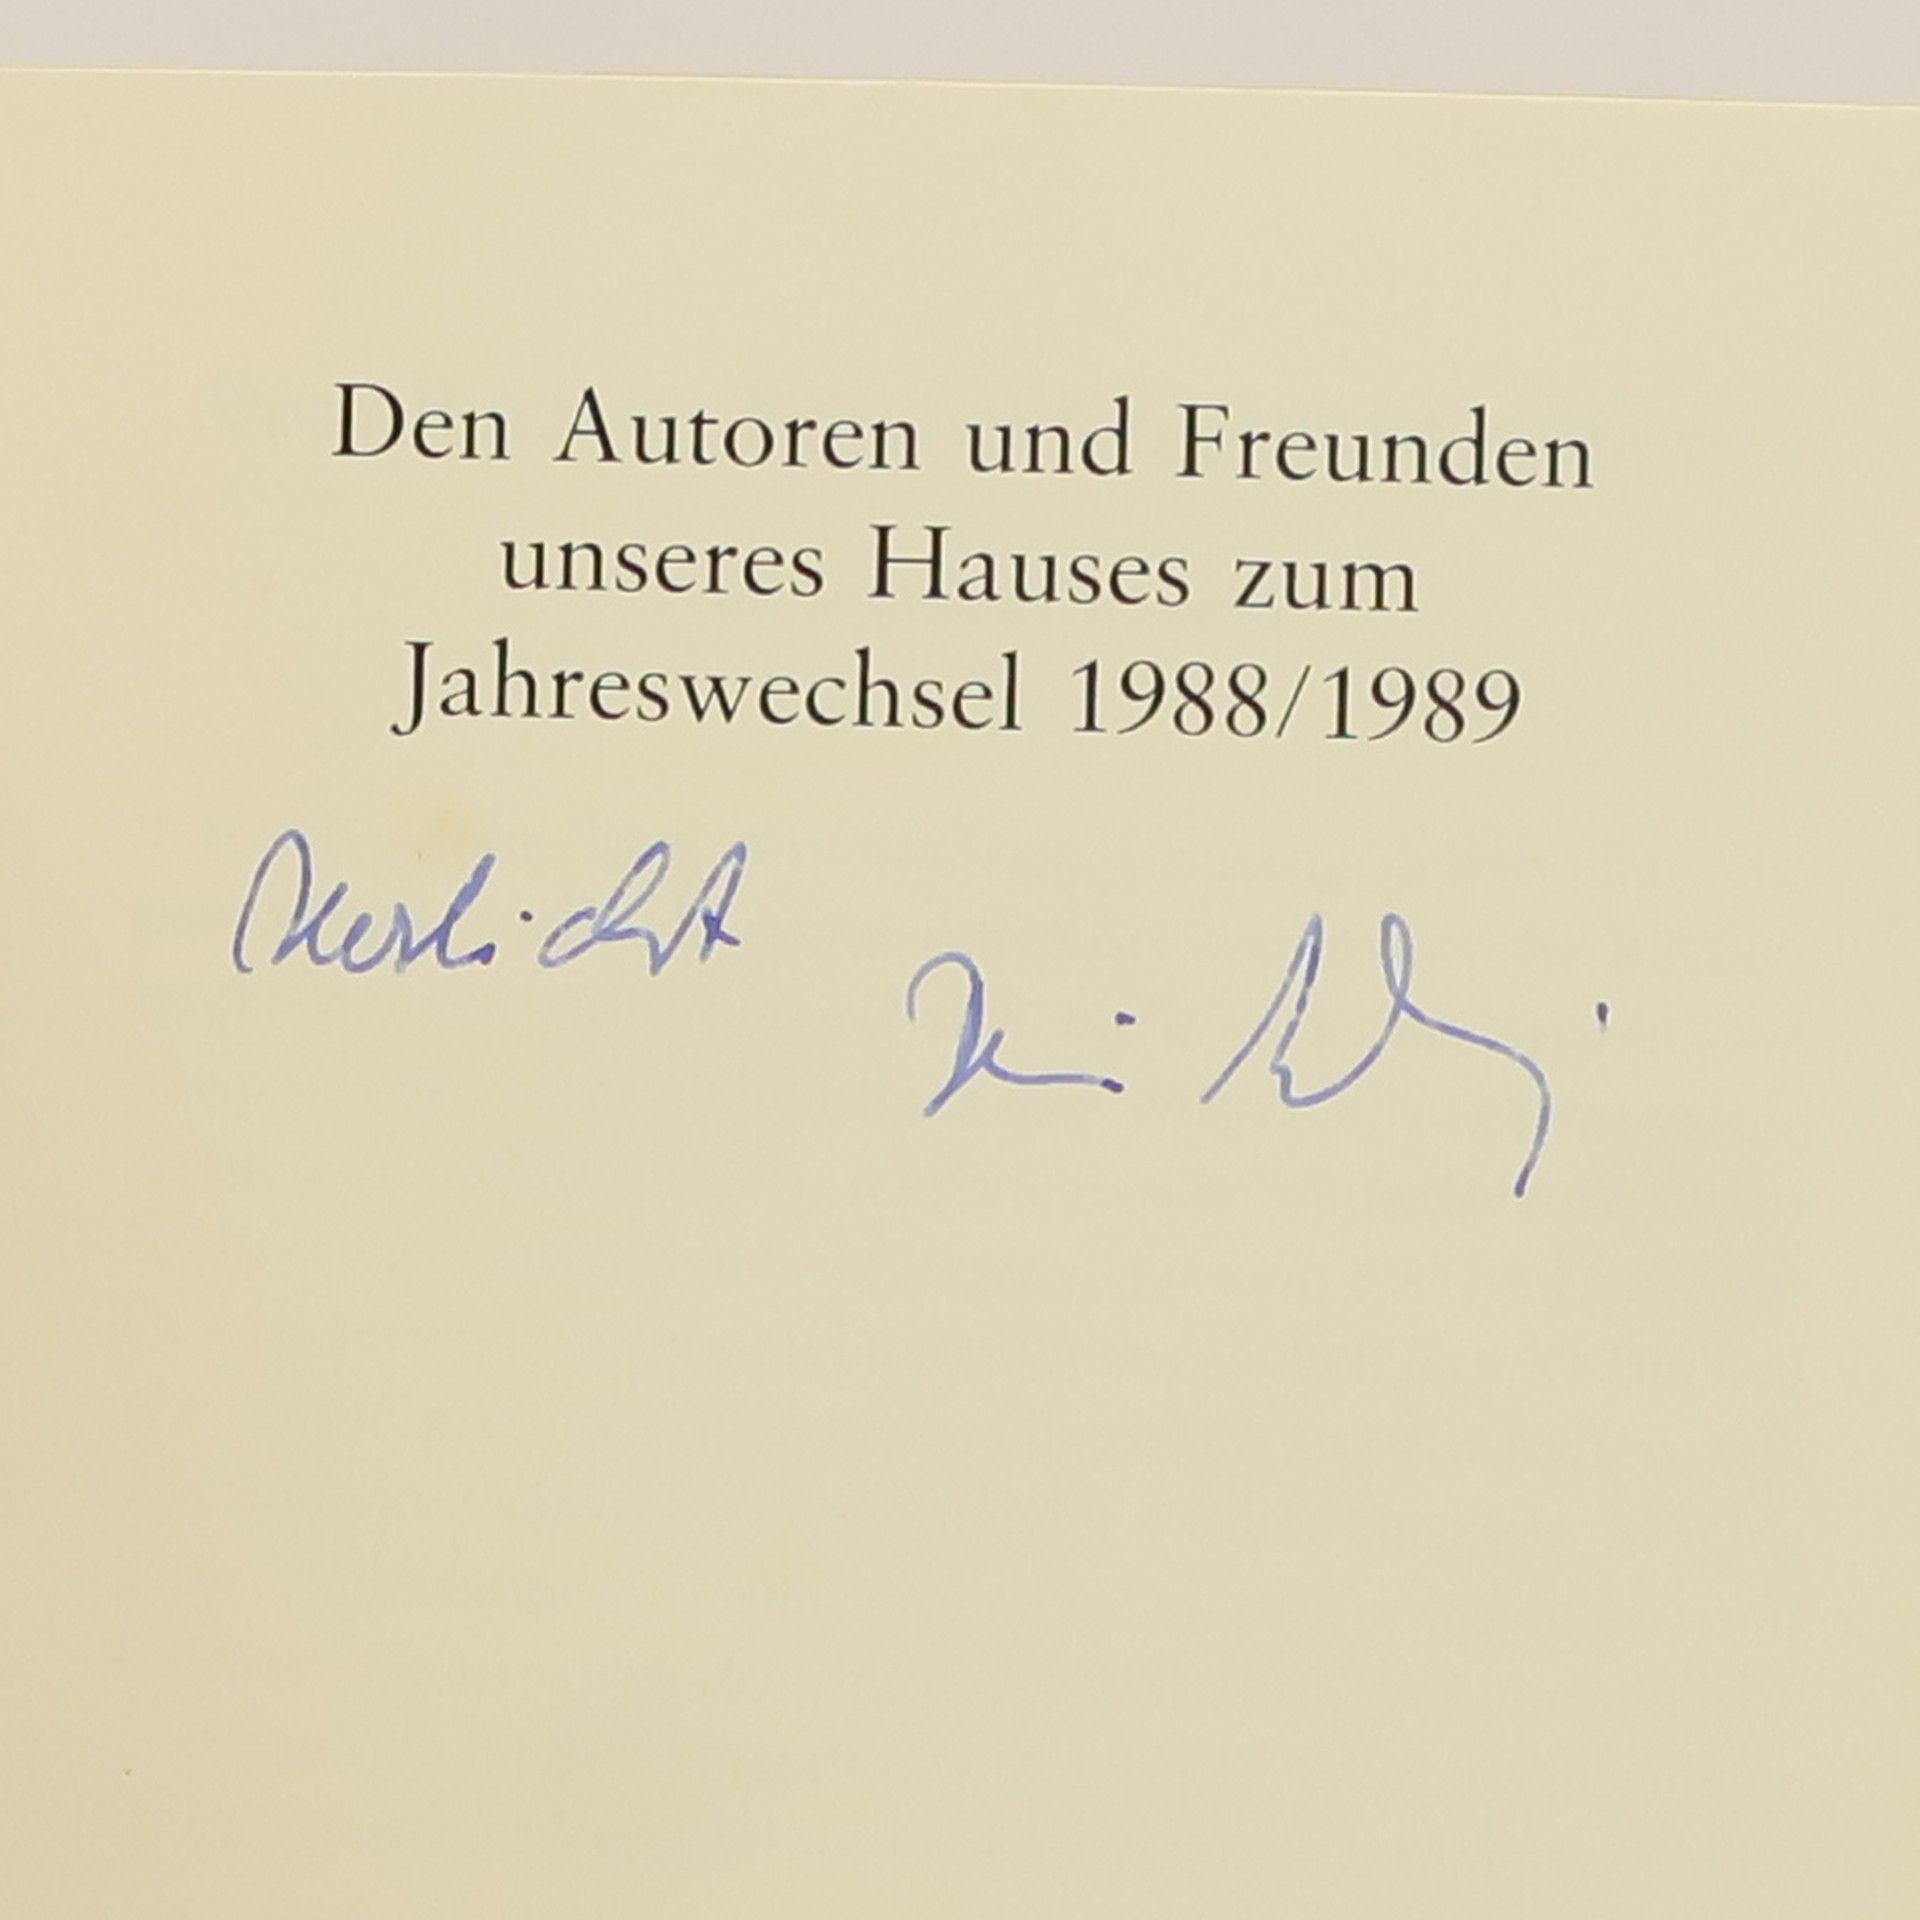 Den Autoren und Freunden
unseres Hauses zum
Jahreswechsel 1988/1989